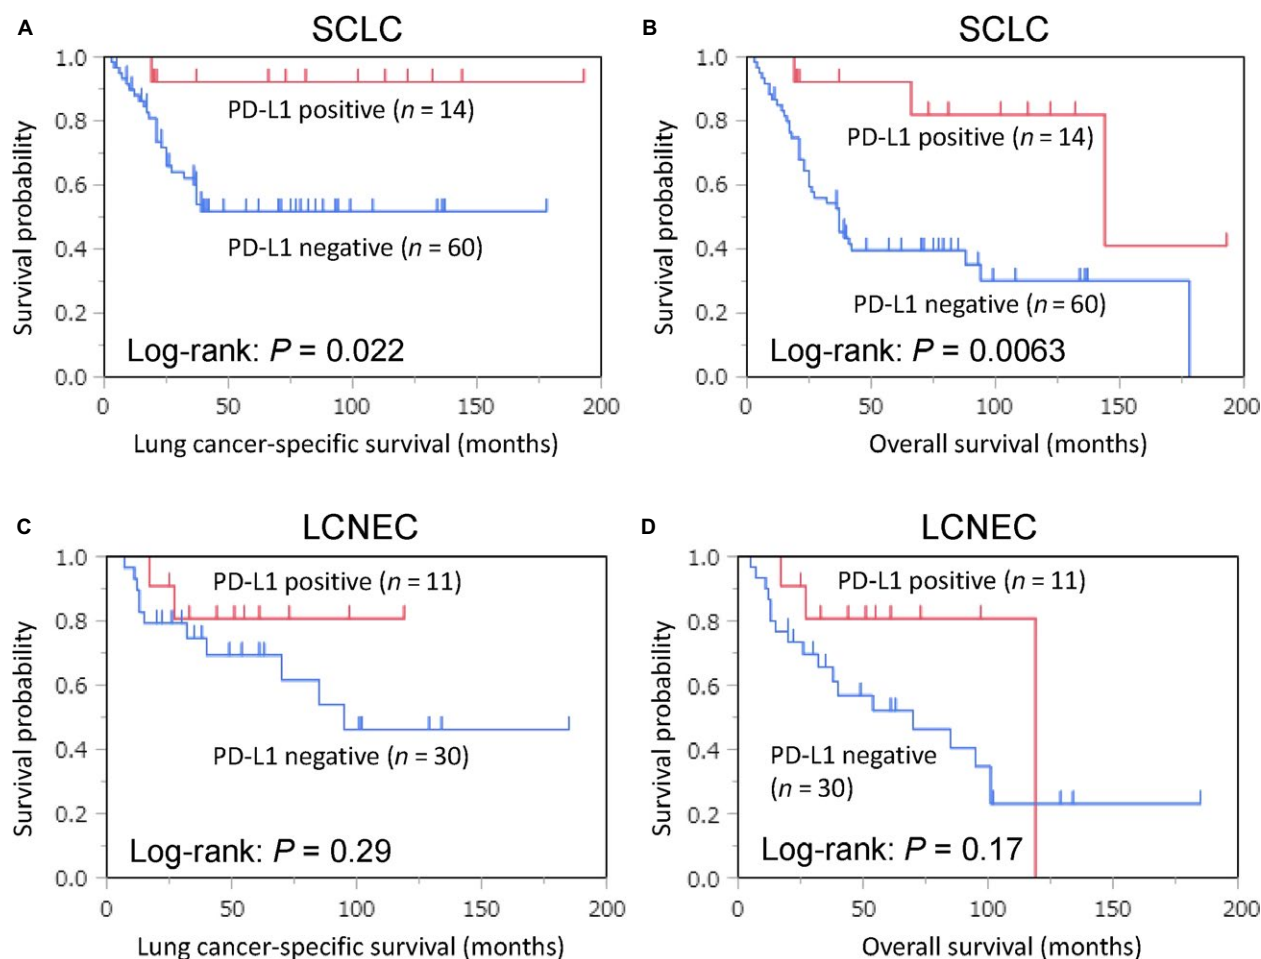 A
SCLC
1.0
0.8
0.6
0.4
0.2
0.0
Survival probability
PD-L1 positive (n = 14)
PD-L1 negative (n = 60)
Log-rank: P = 0.022
0 50 100 150 200
Lung cancer-specific survival (months)
B
SCLC
1.0
0.8
0.6
0.4
0.2
0.0
Survival probability
PD-L1 positive (n = 14)
PD-L1 negative (n = 60)
Log-rank: P = 0.0063
0 50 100 150 200
Overall survival (months)
C
LCNEC
1.0
0.8
0.6
0.4
0.2
0.0
Survival probability
PD-L1 positive (n = 11)
PD-L1 negative (n = 30)
Log-rank: P = 0.29
0 50 100 150 200
Lung cancer-specific survival (months)
D
LCNEC
1.0
0.8
0.6
0.4
0.2
0.0
Survival probability
PD-L1 positive (n = 11)
PD-L1 negative
(n = 30)
Log-rank: P = 0.17
0 50 100 150 200
Overall survival (months)